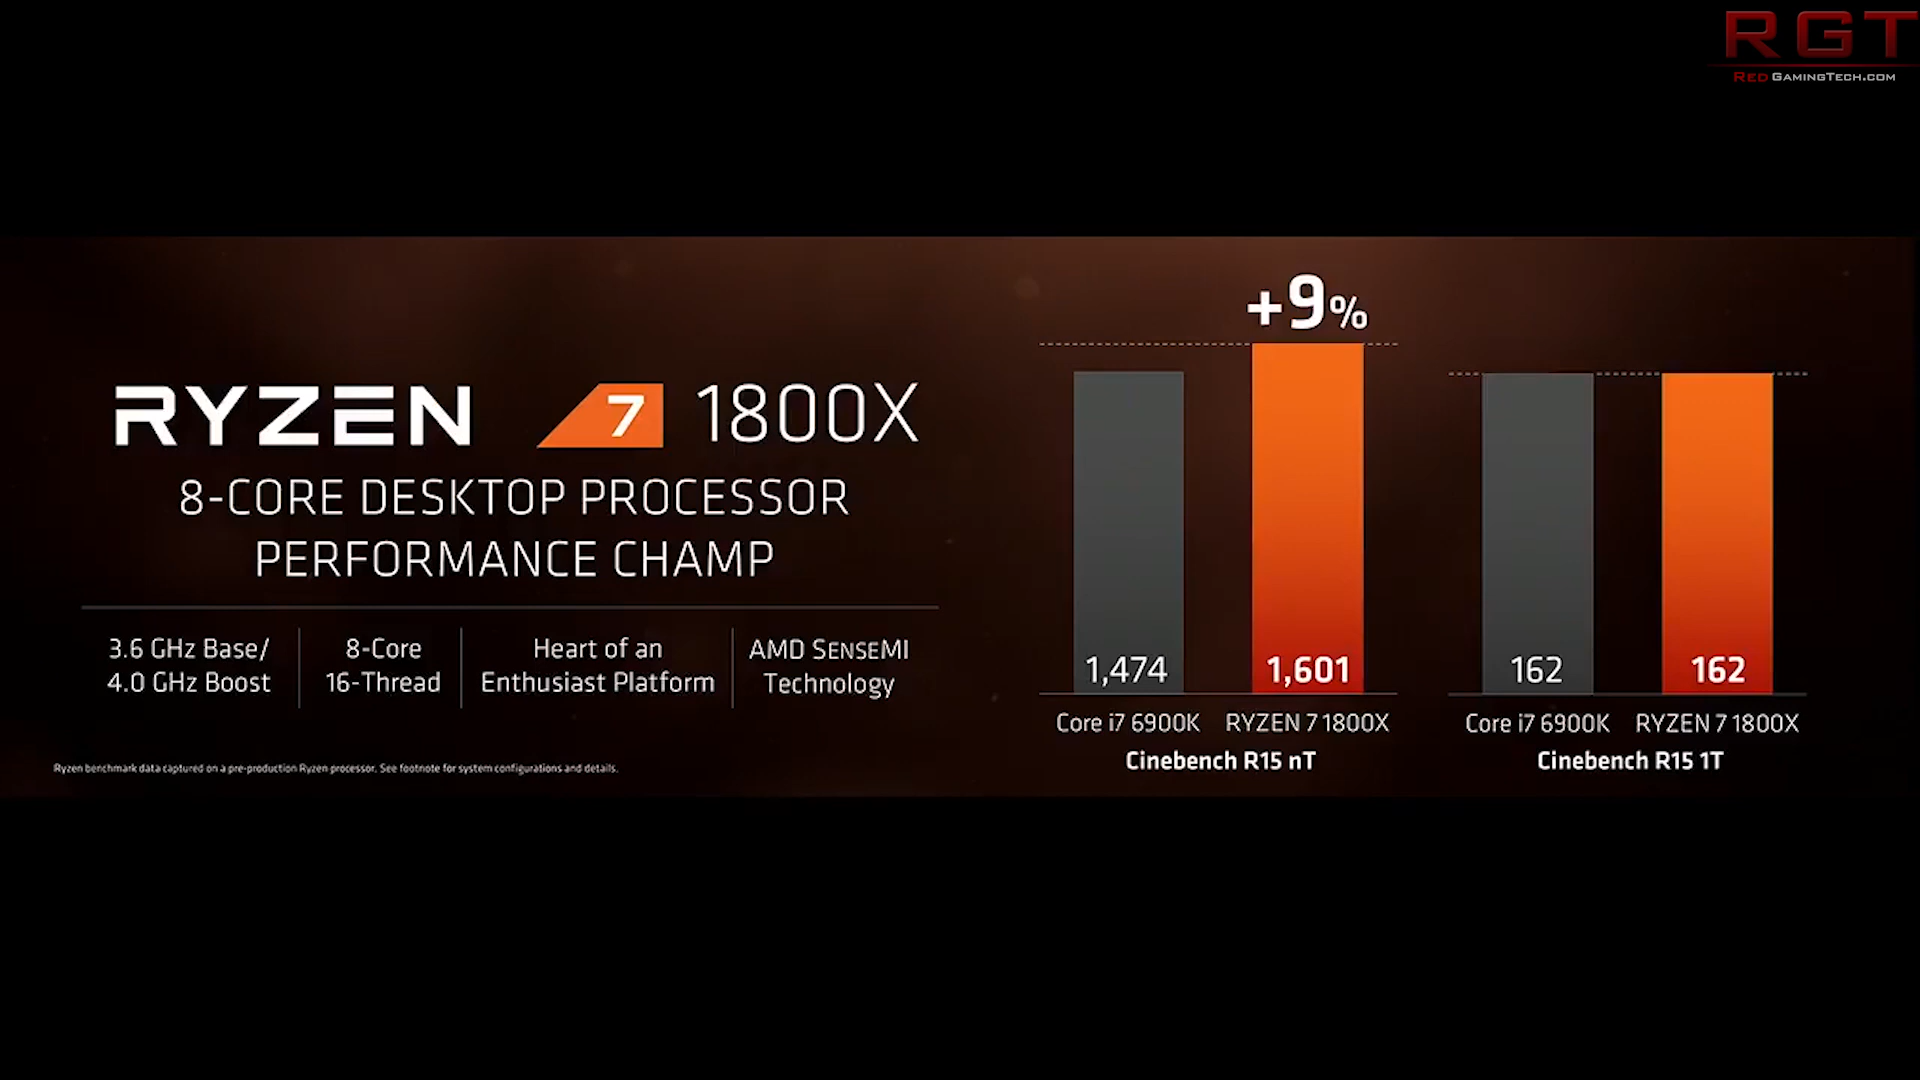 RGT
RedGamingTech.com
RYZEN 7 1800X
8-CORE DESKTOP PROCESSOR
PERFORMANCE CHAMP
3.6 GHz Base/
4.0 GHz Boost
8-Core
16-Thread
Heart of an
Enthusiast Platform
AMD SENSEMI
Technology
Ryzen benchmark data captured on a pre-production Ryzen processor. See footnote for system configurations and details.
+9%
1,474
1,601
Core i7 6900K
RYZEN 7 1800X
Cinebench R15 nT
162
162
Core i7 6900K
RYZEN 7 1800X
Cinebench R15 1T